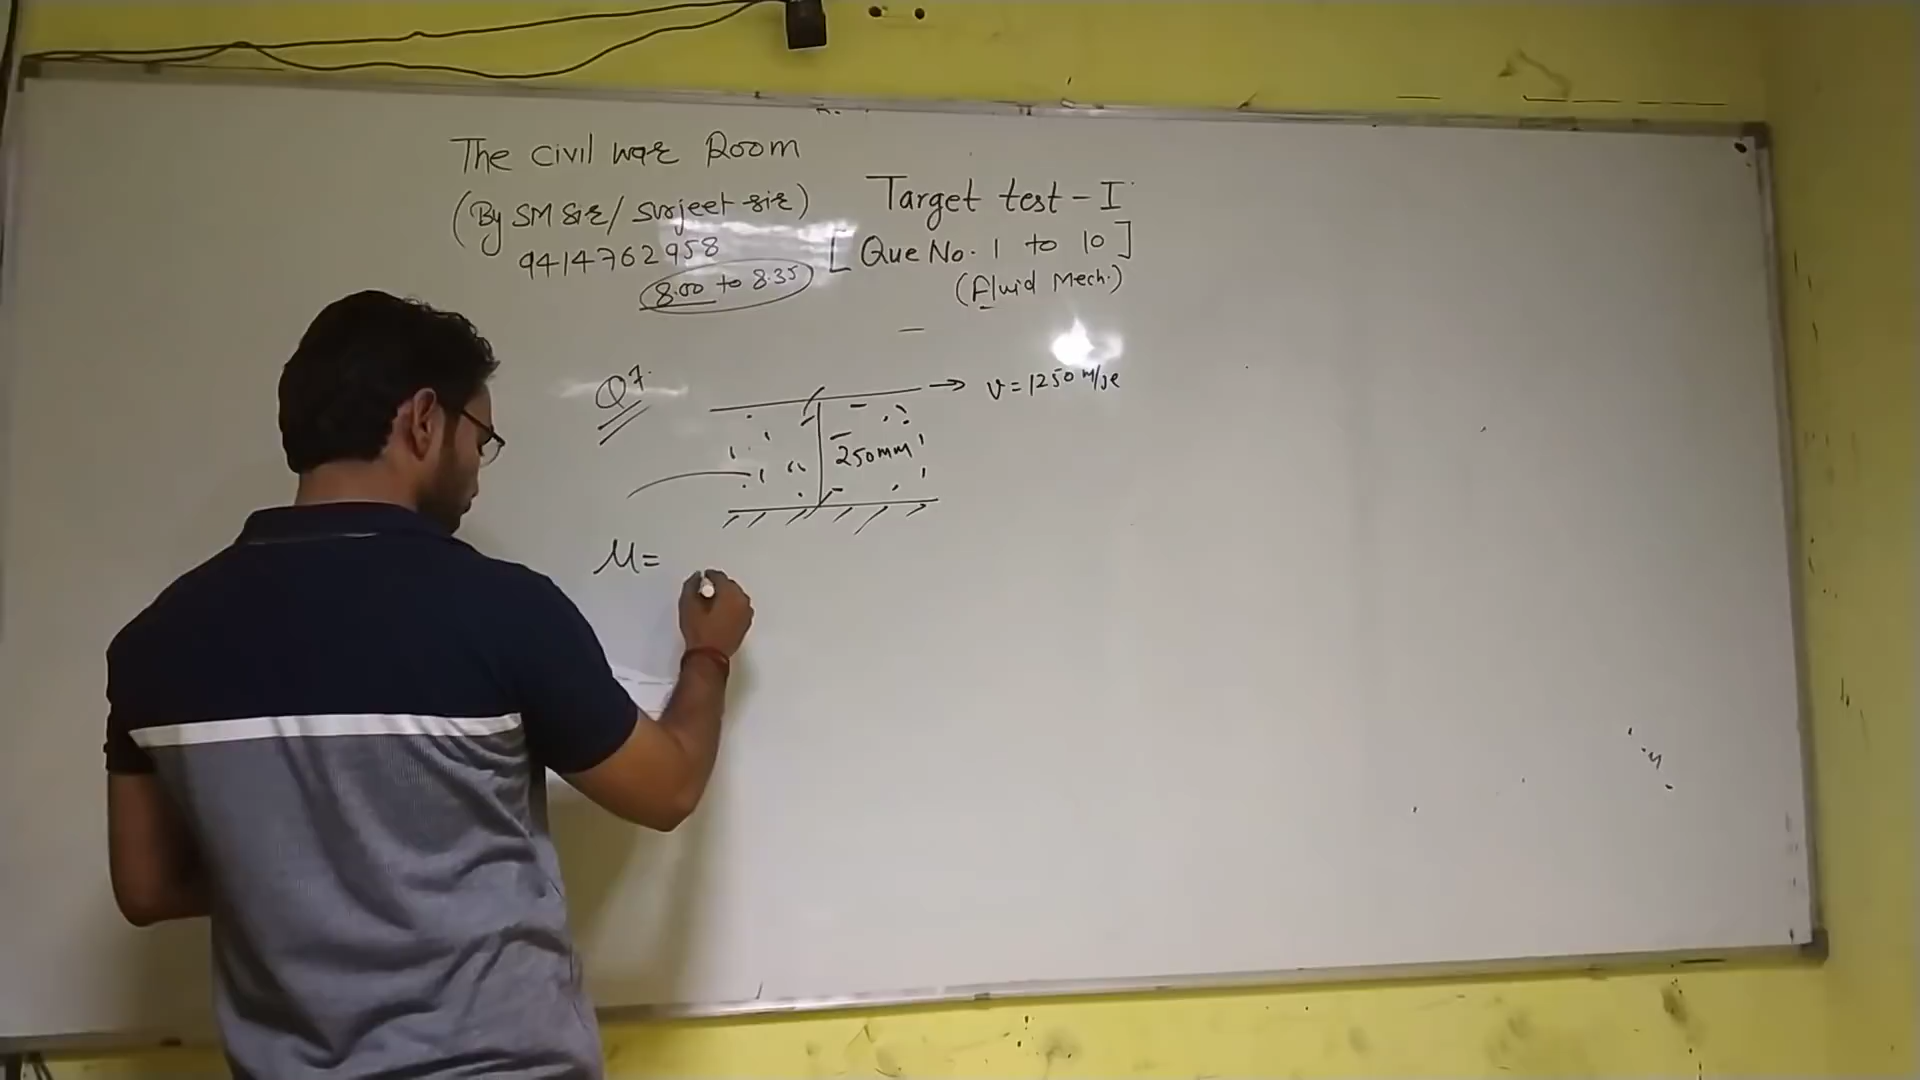 The Civil war Room
(By SM Sir/ Surjeet sir)
9414762958
8.00 to 8.35
Target test - I
[Que No. 1 to 10]
(Fluid Mech.)
Q7.
v = 1250 m/se
250mm
μ=